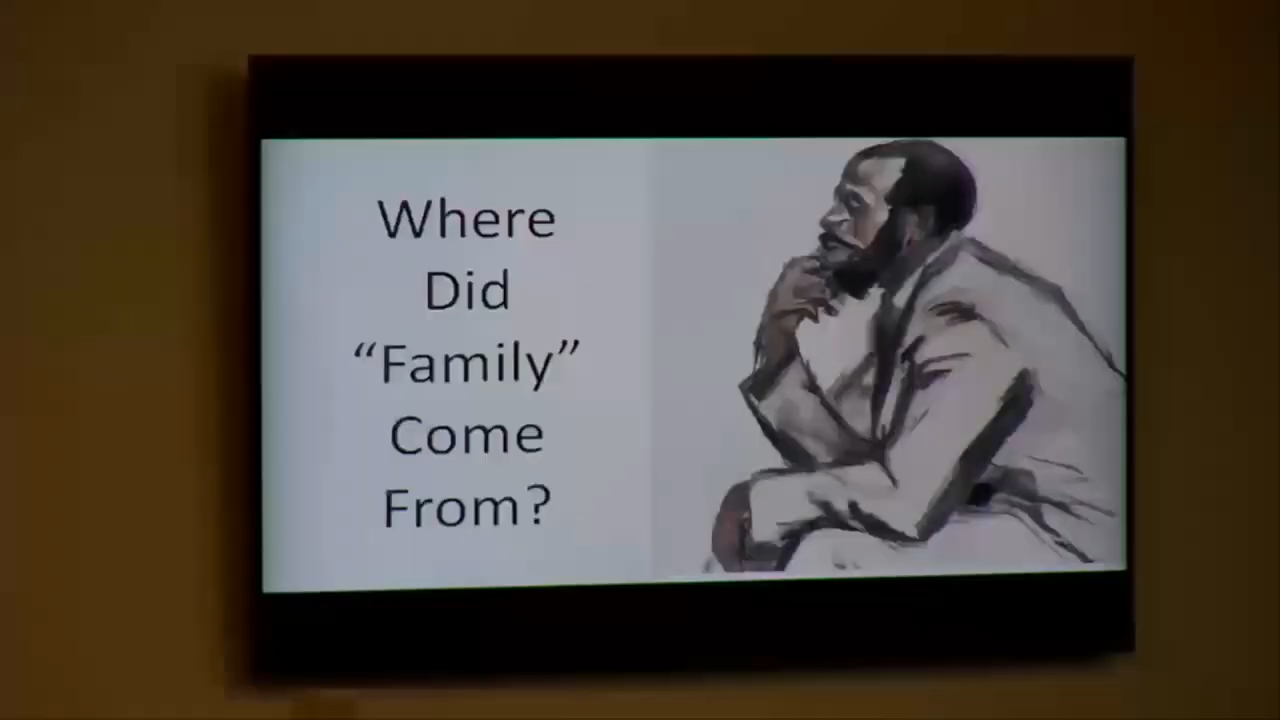 Where
Did
“Family”
Come
From?